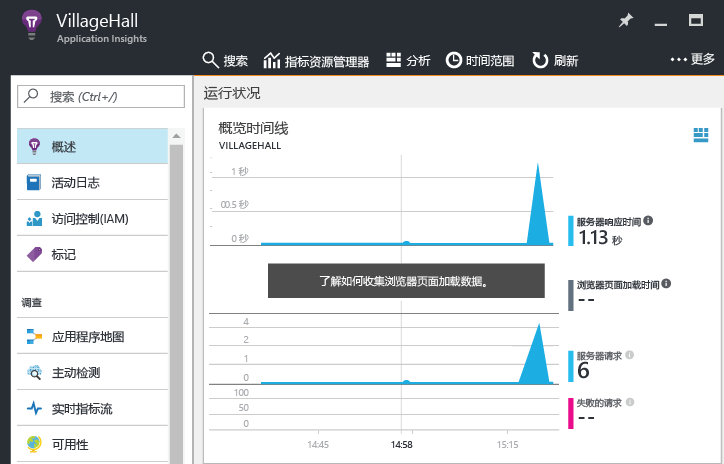 VillageHall
Application Insights
搜索 指标资源管理器 分析 时间范围 刷新 更多
搜索 (Ctrl+/)
概述
活动日志
访问控制(IAM)
标记
调查
应用程序地图
主动检测
实时指标流
可用性
运行状况
概览时间线
VILLAGEHALL
1 秒
00.5 秒
0 秒
服务器响应时间
1.13 秒
了解如何收集浏览器页面加载数据。
浏览器页面加载时间
--
4
2
1
0
服务器请求
6
100
50
0
失败的请求
--
14:45 14:58 15:15